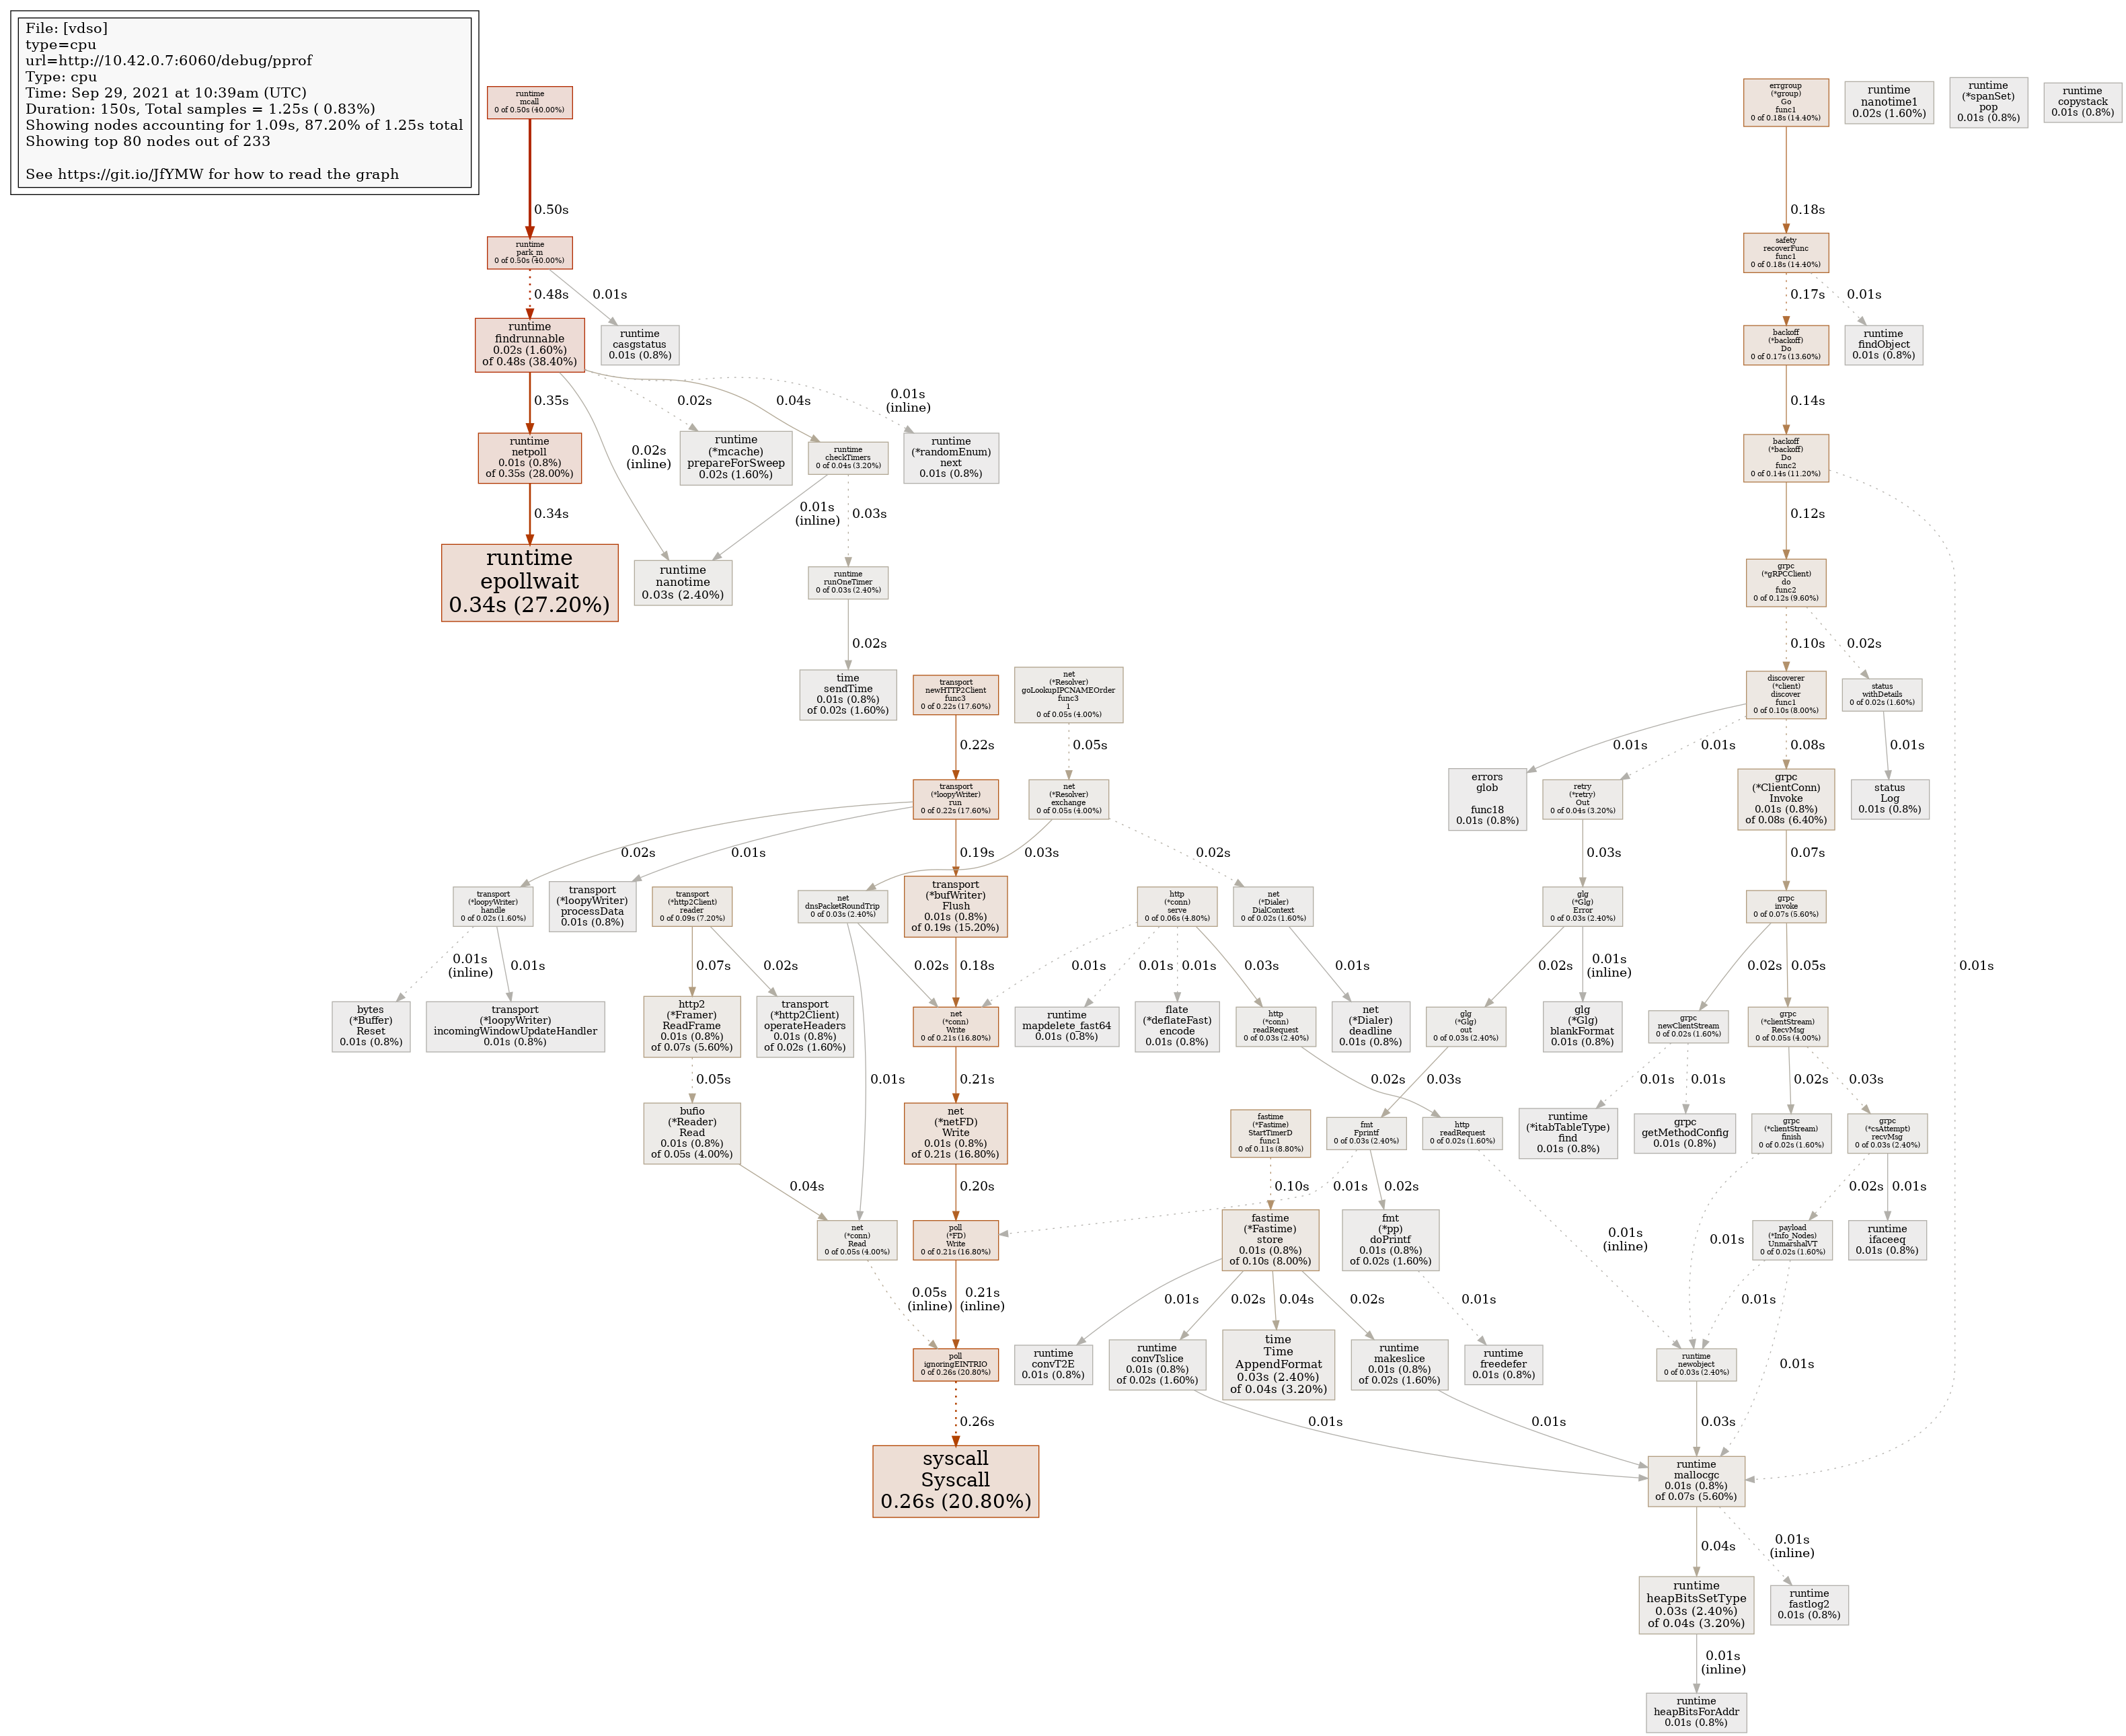 File: [vdso]
type=cpu
url=http://10.42.0.7:6060/debug/pprof
Type: cpu
Time: Sep 29, 2021 at 10:39am (UTC)
Duration: 150s, Total samples = 1.25s ( 0.83%)
Showing nodes accounting for 1.09s, 87.20% of 1.25s total
Showing top 80 nodes out of 233
See https://git.io/JfYMW for how to read the graph
runtime
mcall
0 of 0.50s (40.00%)
errgroup
(*group)
Go
func1
0 of 0.18s (14.40%)
runtime
nanotime1
0.02s (1.60%)
runtime
(*spanSet)
pop
0.01s (0.8%)
runtime
copystack
0.01s (0.8%)
0.50s
0.18s
runtime
park_m
0 of 0.50s (40.00%)
safety
recoverFunc
func1
0 of 0.18s (14.40%)
0.48s
0.01s
0.17s
0.01s
runtime
findrunnable
0.02s (1.60%)
of 0.48s (38.40%)
runtime
casgstatus
0.01s (0.8%)
backoff
(*backoff)
Do
0 of 0.17s (13.60%)
runtime
findObject
0.01s (0.8%)
0.35s
0.02s
(inline)
0.02s
0.04s
0.01s
(inline)
0.14s
runtime
netpoll
0.01s (0.8%)
of 0.35s (28.00%)
runtime
(*mcache)
prepareForSweep
0.02s (1.60%)
runtime
checkTimers
0 of 0.04s (3.20%)
runtime
(*randomEnum)
next
0.01s (0.8%)
backoff
(*backoff)
Do
func2
0 of 0.14s (11.20%)
0.34s
0.01s
(inline)
0.03s
0.12s
0.01s
runtime
epollwait
0.34s (27.20%)
runtime
nanotime
0.03s (2.40%)
runtime
runOneTimer
0 of 0.03s (2.40%)
grpc
(*gRPCClient)
do
func2
0 of 0.12s (9.60%)
0.02s
0.10s
0.02s
time
sendTime
0.01s (0.8%)
of 0.02s (1.60%)
transport
newHTTP2Client
func3
0 of 0.22s (17.60%)
net
(*Resolver)
goLookupIPCNAMEOrder
func3
1
0 of 0.05s (4.00%)
discoverer
(*client)
discover
func1
0 of 0.10s (8.00%)
status
withDetails
0 of 0.02s (1.60%)
0.22s
0.05s
0.01s
0.01s
0.08s
0.01s
transport
(*loopyWriter)
run
0 of 0.22s (17.60%)
net
(*Resolver)
exchange
0 of 0.05s (4.00%)
errors
glob

func18
0.01s (0.8%)
retry
(*retry)
Out
0 of 0.04s (3.20%)
grpc
(*ClientConn)
Invoke
0.01s (0.8%)
of 0.08s (6.40%)
status
Log
0.01s (0.8%)
0.02s
0.01s
0.19s
0.03s
0.02s
0.03s
0.07s
transport
(*loopyWriter)
handle
0 of 0.02s (1.60%)
transport
(*loopyWriter)
processData
0.01s (0.8%)
transport
(*http2Client)
reader
0 of 0.09s (7.20%)
net
dnsPacketRoundTrip
0 of 0.03s (2.40%)
transport
(*bufWriter)
Flush
0.01s (0.8%)
of 0.19s (15.20%)
http
(*conn)
serve
0 of 0.06s (4.80%)
net
(*Dialer)
DialContext
0 of 0.02s (1.60%)
glg
(*Glg)
Error
0 of 0.03s (2.40%)
grpc
invoke
0 of 0.07s (5.60%)
0.01s
(inline)
0.01s
0.07s
0.02s
0.01s
0.02s
0.18s
0.01s
0.01s
0.01s
0.03s
0.01s
0.02s
0.01s
(inline)
0.02s
0.05s
bytes
(*Buffer)
Reset
0.01s (0.8%)
transport
(*loopyWriter)
incomingWindowUpdateHandler
0.01s (0.8%)
http2
(*Framer)
ReadFrame
0.01s (0.8%)
of 0.07s (5.60%)
transport
(*http2Client)
operateHeaders
0.01s (0.8%)
of 0.02s (1.60%)
net
(*conn)
Write
0 of 0.21s (16.80%)
runtime
mapdelete_fast64
0.01s (0.8%)
flate
(*deflateFast)
encode
0.01s (0.8%)
http
(*conn)
readRequest
0 of 0.03s (2.40%)
net
(*Dialer)
deadline
0.01s (0.8%)
glg
(*Glg)
out
0 of 0.03s (2.40%)
glg
(*Glg)
blankFormat
0.01s (0.8%)
grpc
newClientStream
0 of 0.02s (1.60%)
grpc
(*clientStream)
RecvMsg
0 of 0.05s (4.00%)
0.05s
0.21s
0.02s
0.03s
0.01s
0.01s
0.02s
0.03s
bufio
(*Reader)
Read
0.01s (0.8%)
of 0.05s (4.00%)
net
(*netFD)
Write
0.01s (0.8%)
of 0.21s (16.80%)
fastime
(*Fastime)
StartTimerD
func1
0 of 0.11s (8.80%)
fmt
Fprintf
0 of 0.03s (2.40%)
http
readRequest
0 of 0.02s (1.60%)
runtime
(*itabTableType)
find
0.01s (0.8%)
grpc
getMethodConfig
0.01s (0.8%)
grpc
(*clientStream)
finish
0 of 0.02s (1.60%)
grpc
(*csAttempt)
recvMsg
0 of 0.03s (2.40%)
0.04s
0.20s
0.10s
0.01s
0.02s
0.01s
(inline)
0.01s
0.02s
0.01s
net
(*conn)
Read
0 of 0.05s (4.00%)
poll
(*FD)
Write
0 of 0.21s (16.80%)
fastime
(*Fastime)
store
0.01s (0.8%)
of 0.10s (8.00%)
fmt
(*pp)
doPrintf
0.01s (0.8%)
of 0.02s (1.60%)
payload
(*Info_Nodes)
UnmarshalVT
0 of 0.02s (1.60%)
runtime
ifaceeq
0.01s (0.8%)
0.05s
(inline)
0.21s
(inline)
0.01s
0.02s
0.04s
0.02s
0.01s
0.01s
0.01s
poll
ignoringEINTRIO
0 of 0.26s (20.80%)
runtime
convT2E
0.01s (0.8%)
runtime
convTslice
0.01s (0.8%)
of 0.02s (1.60%)
time
Time
AppendFormat
0.03s (2.40%)
of 0.04s (3.20%)
runtime
makeslice
0.01s (0.8%)
of 0.02s (1.60%)
runtime
freedefer
0.01s (0.8%)
runtime
newobject
0 of 0.03s (2.40%)
0.26s
0.01s
0.01s
0.03s
syscall
Syscall
0.26s (20.80%)
runtime
mallocgc
0.01s (0.8%)
of 0.07s (5.60%)
0.04s
0.01s
(inline)
runtime
heapBitsSetType
0.03s (2.40%)
of 0.04s (3.20%)
runtime
fastlog2
0.01s (0.8%)
0.01s
(inline)
runtime
heapBitsForAddr
0.01s (0.8%)